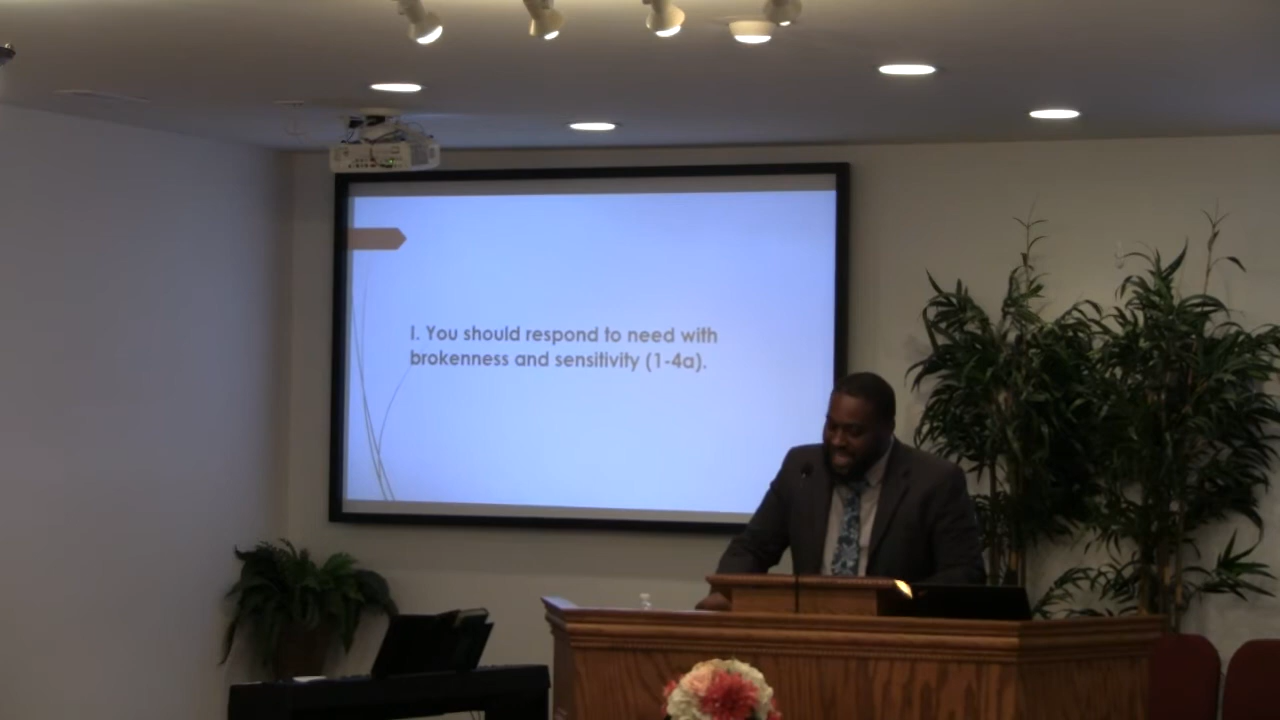 I. You should respond to need with
brokenness and sensitivity (1-4a).